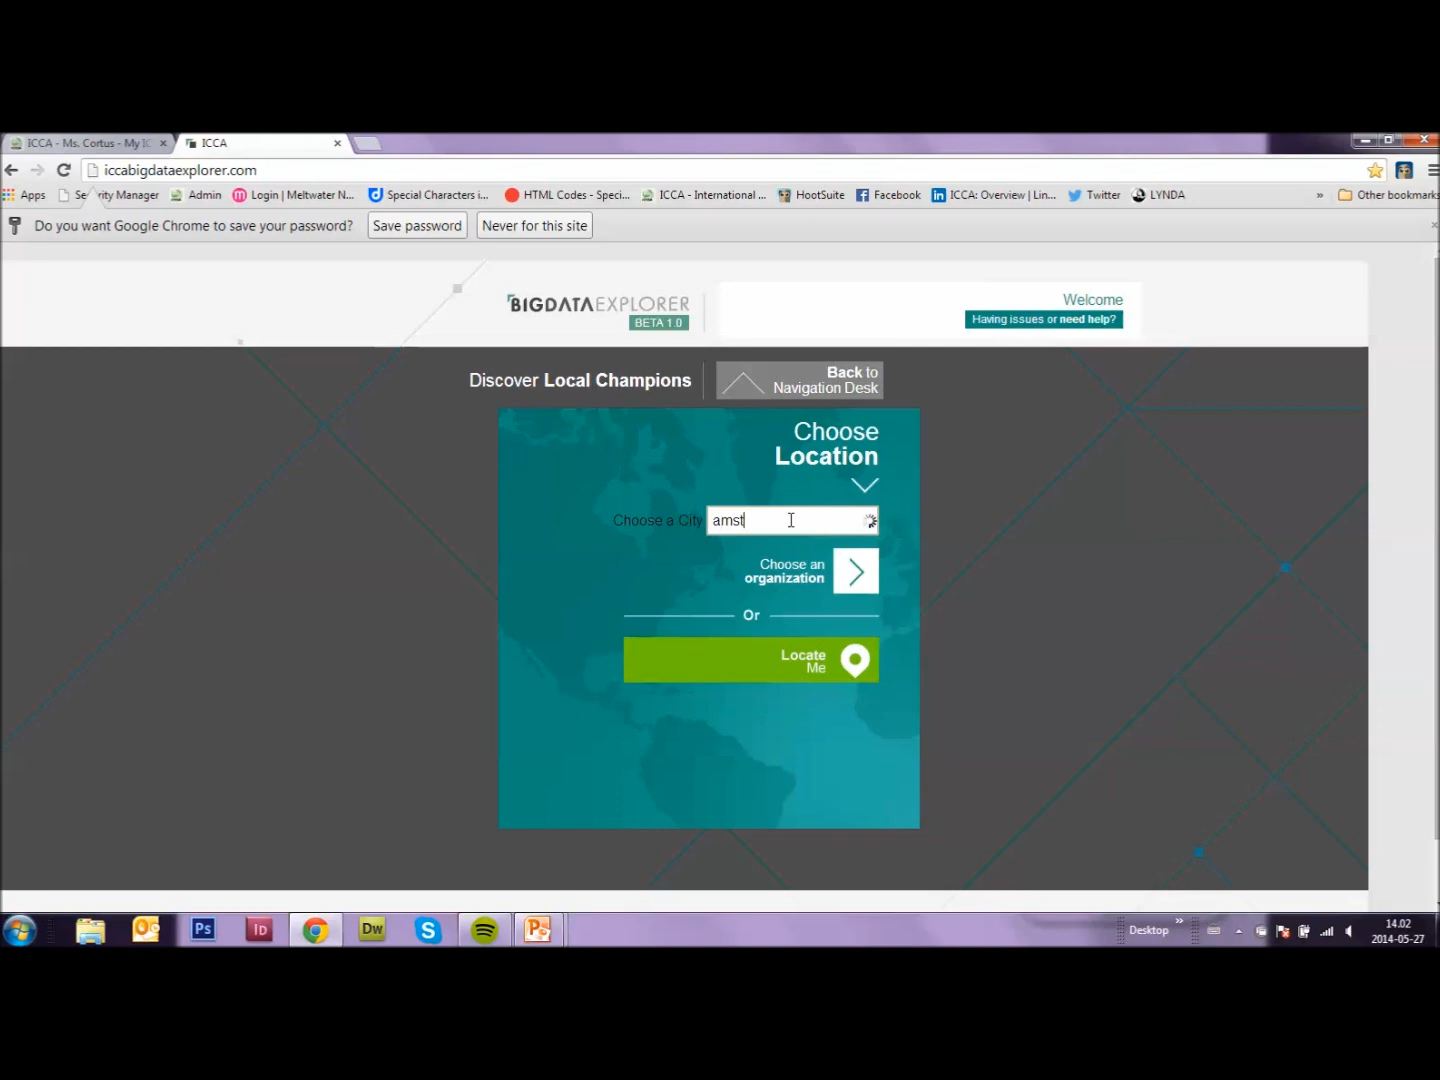 ICCA - Ms. Cortus - My IC
ICCA
iccabigdataexplorer.com
Apps
Security Manager
Admin
Login | Meltwater N...
Special Characters i...
HTML Codes - Speci...
ICCA - International ...
HootSuite
Facebook
ICCA: Overview | Lin...
Twitter
LYNDA
»
Other bookmarks
Do you want Google Chrome to save your password?
Save password
Never for this site
BIGDATAEXPLORER
BETA 1.0
Welcome
Having issues or need help?
Discover Local Champions
Back to
Navigation Desk
Choose
Location
Choose a City
amst
Choose an
organization
Or
Locate
Me
Ps
Id
Dw
Desktop
»
14.02
2014-05-27